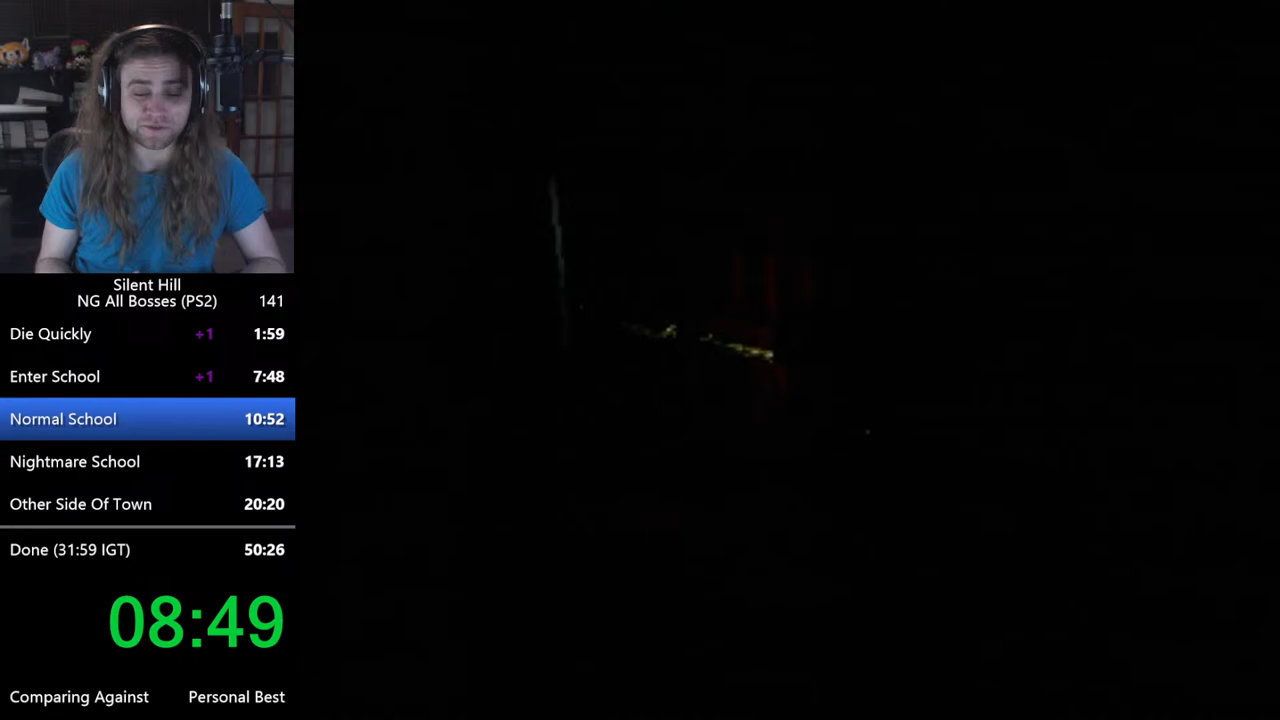 Silent Hill
NG All Bosses (PS2) 141
Die Quickly +1 1:59
Enter School +1 7:48
Normal School 10:52
Nightmare School 17:13
Other Side Of Town 20:20
Done (31:59 IGT) 50:26
08:49
Comparing Against Personal Best